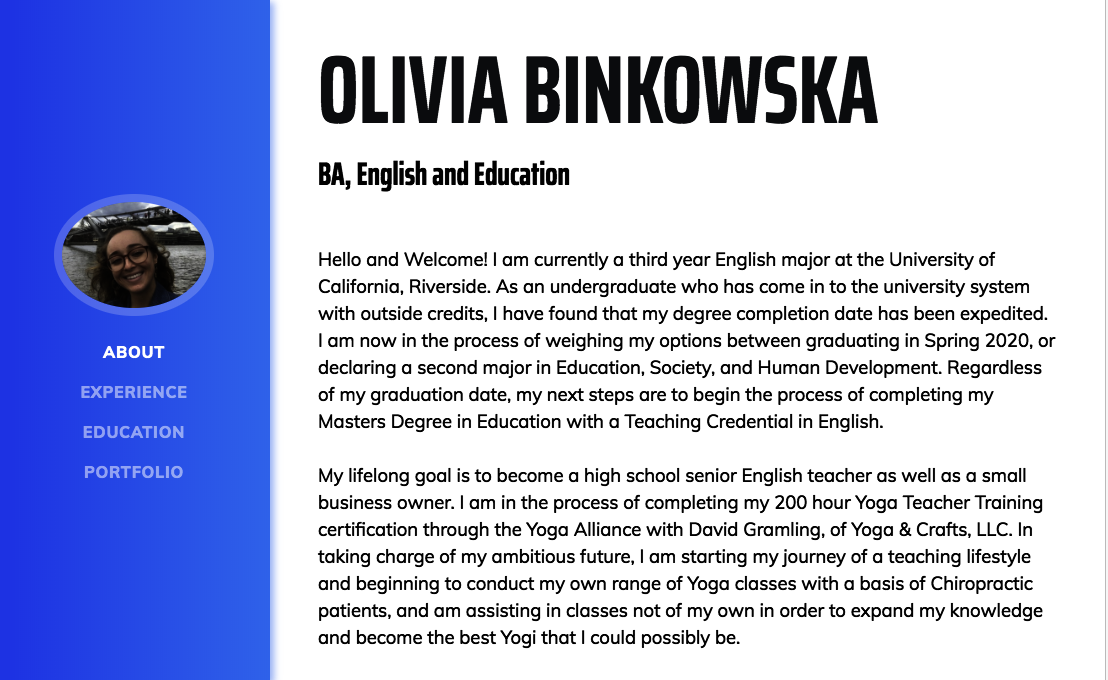 OLIVIA BINKOWSKA
BA, English and Education
ABOUT
EXPERIENCE
EDUCATION
PORTFOLIO
Hello and Welcome! I am currently a third year English major at the University of
California, Riverside. As an undergraduate who has come in to the university system
with outside credits, I have found that my degree completion date has been expedited.
I am now in the process of weighing my options between graduating in Spring 2020, or
declaring a second major in Education, Society, and Human Development. Regardless
of my graduation date, my next steps are to begin the process of completing my
Masters Degree in Education with a Teaching Credential in English.
My lifelong goal is to become a high school senior English teacher as well as a small
business owner. I am in the process of completing my 200 hour Yoga Teacher Training
certification through the Yoga Alliance with David Gramling, of Yoga & Crafts, LLC. In
taking charge of my ambitious future, I am starting my journey of a teaching lifestyle
and beginning to conduct my own range of Yoga classes with a basis of Chiropractic
patients, and am assisting in classes not of my own in order to expand my knowledge
and become the best Yogi that I could possibly be.